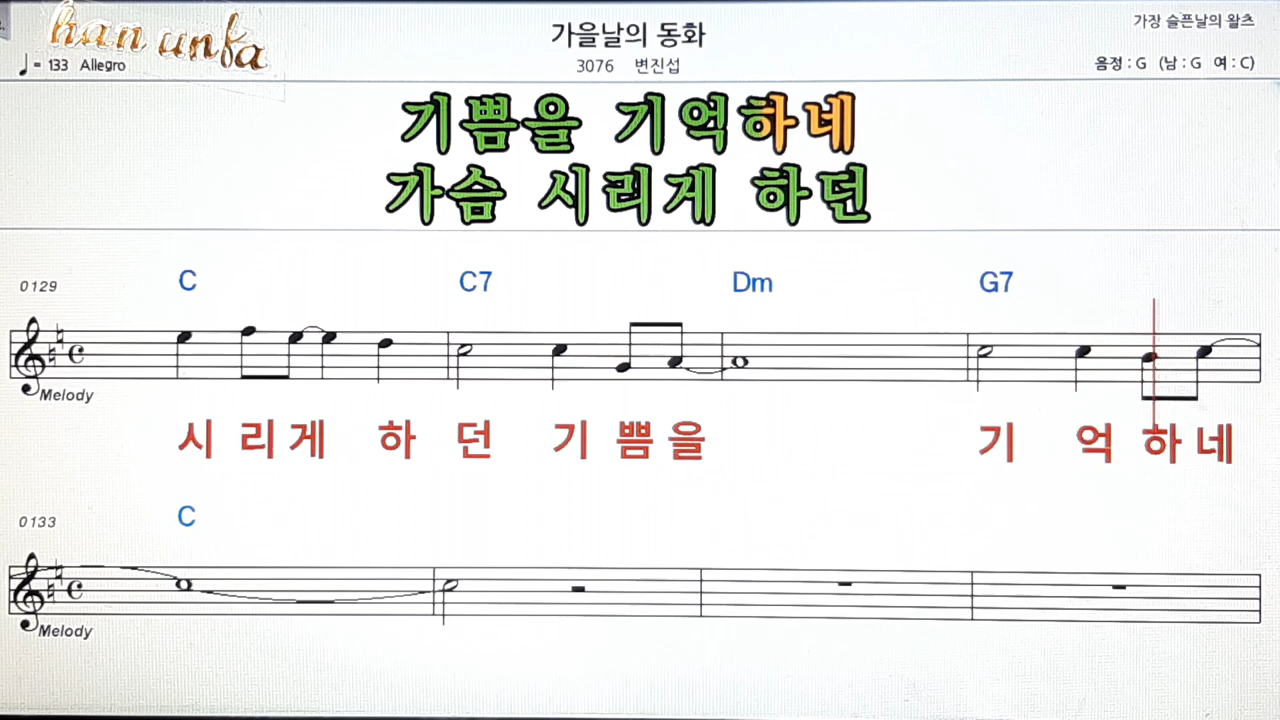 han unfa
가을날의 동화
가장 슬픈날의 왈츠
♩= 133 Allegro
3076 변진섭
음정 : G (남 : G 여 : C)
기쁨을 기억하네
가슴 시리게 하던
0129
C C7 Dm G7
Melody
시 리 게 하 던 기 쁨 을 기 억 하 네
0133
C
Melody